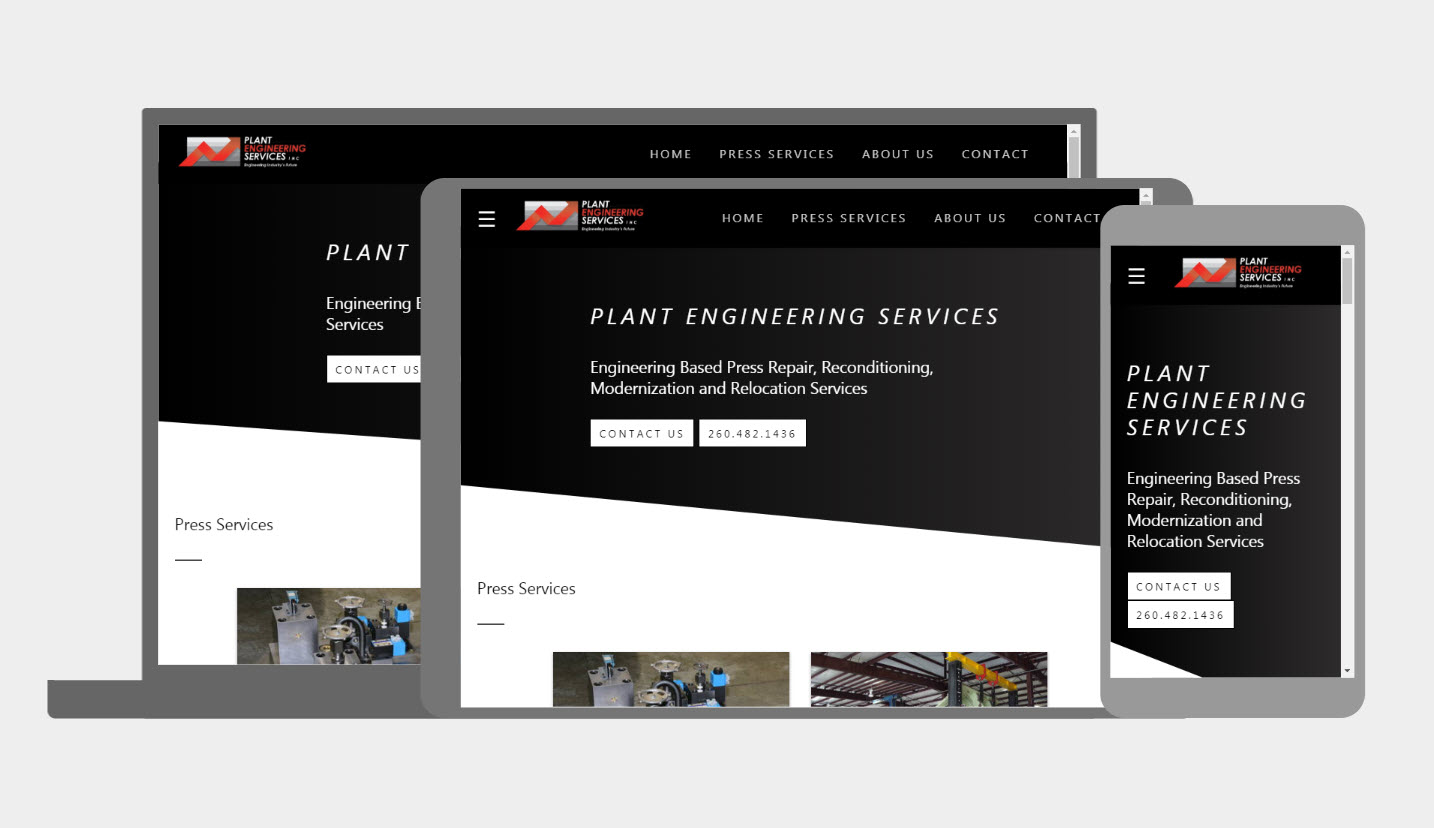 PLANT
ENGINEERING
SERVICES INC
Engineering Industry's Future
HOME
PRESS SERVICES
ABOUT US
CONTACT
PLANT
Engineering
Services
CONTACT US
Press Services
☰
PLANT
ENGINEERING
SERVICES INC
Engineering Industry's Future
HOME
PRESS SERVICES
ABOUT US
CONTACT
PLANT ENGINEERING SERVICES
Engineering Based Press Repair, Reconditioning,
Modernization and Relocation Services
CONTACT US
260.482.1436
Press Services
☰
PLANT
ENGINEERING
SERVICES INC
Engineering Industry's Future
PLANT
ENGINEERING
SERVICES
Engineering Based Press
Repair, Reconditioning,
Modernization and
Relocation Services
CONTACT US
260.482.1436